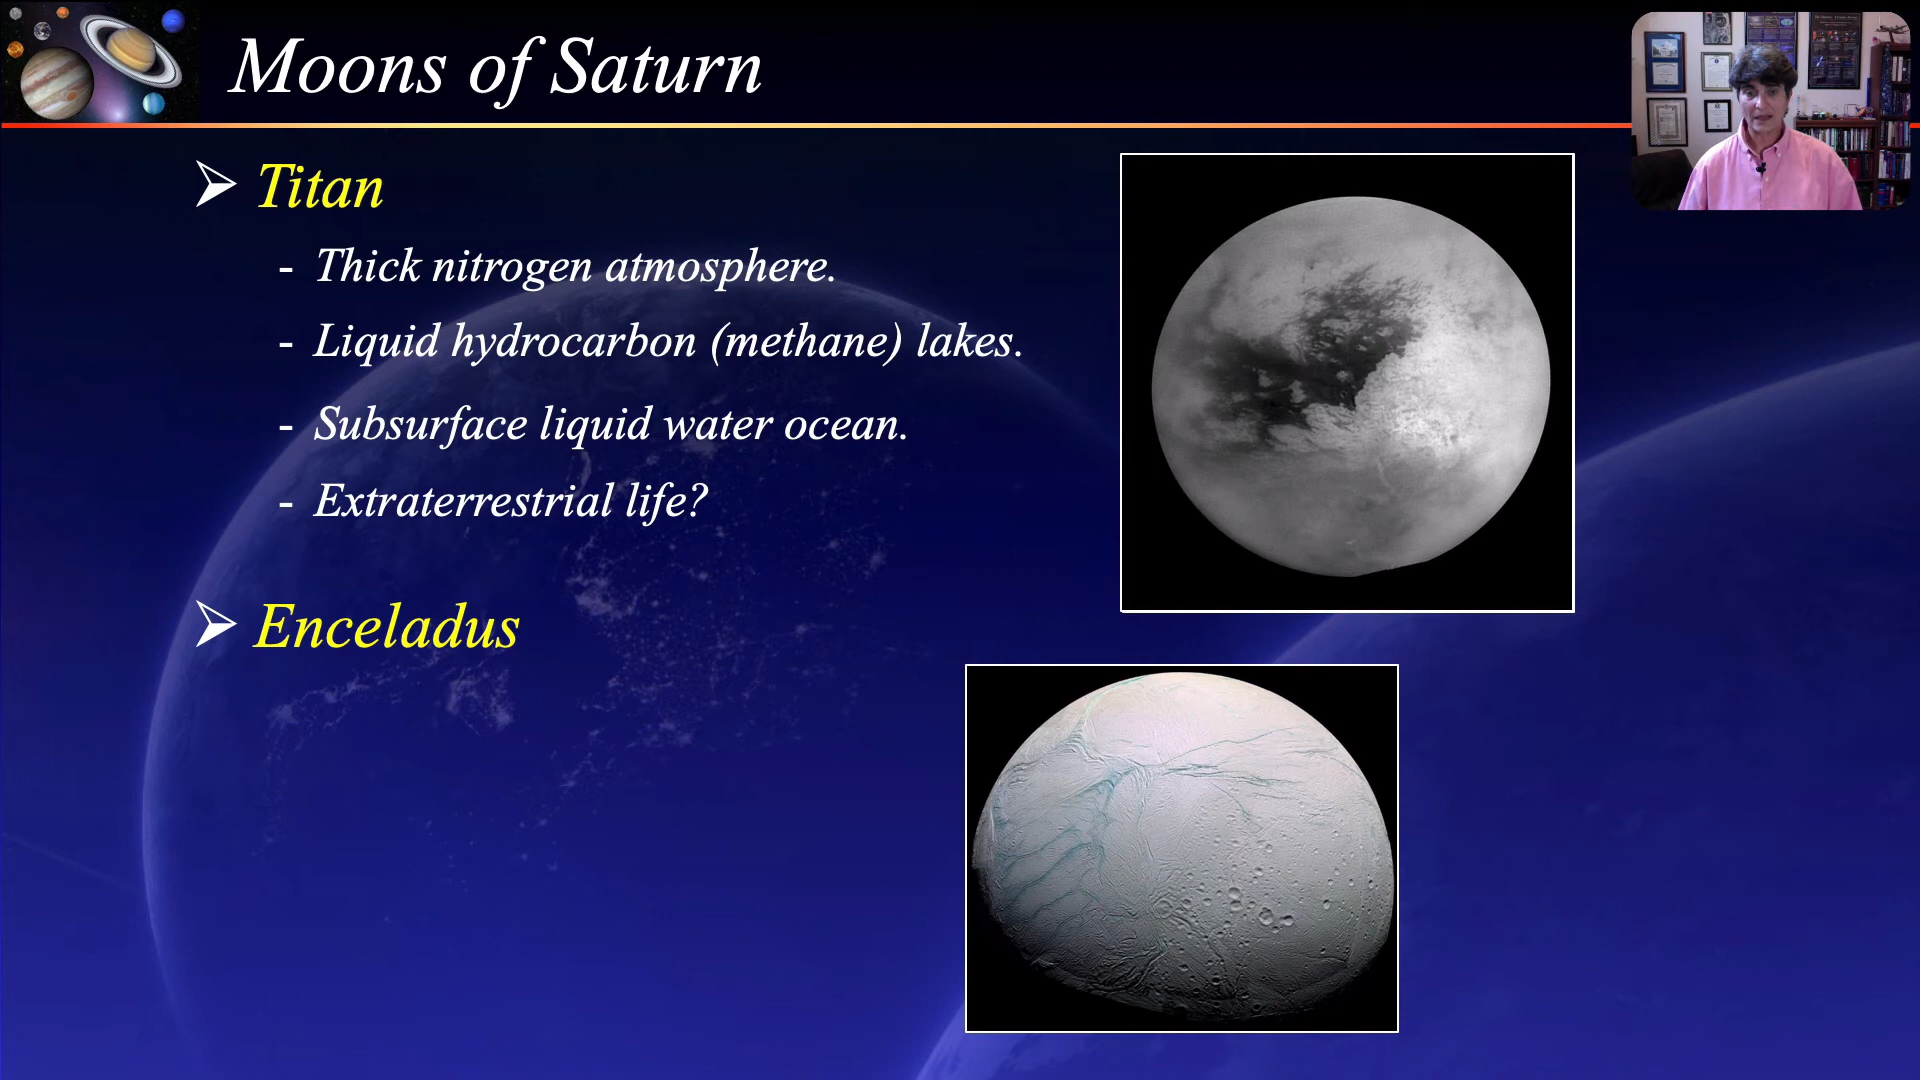 Moons of Saturn
Titan
- Thick nitrogen atmosphere.
- Liquid hydrocarbon (methane) lakes.
- Subsurface liquid water ocean.
- Extraterrestrial life?
Enceladus